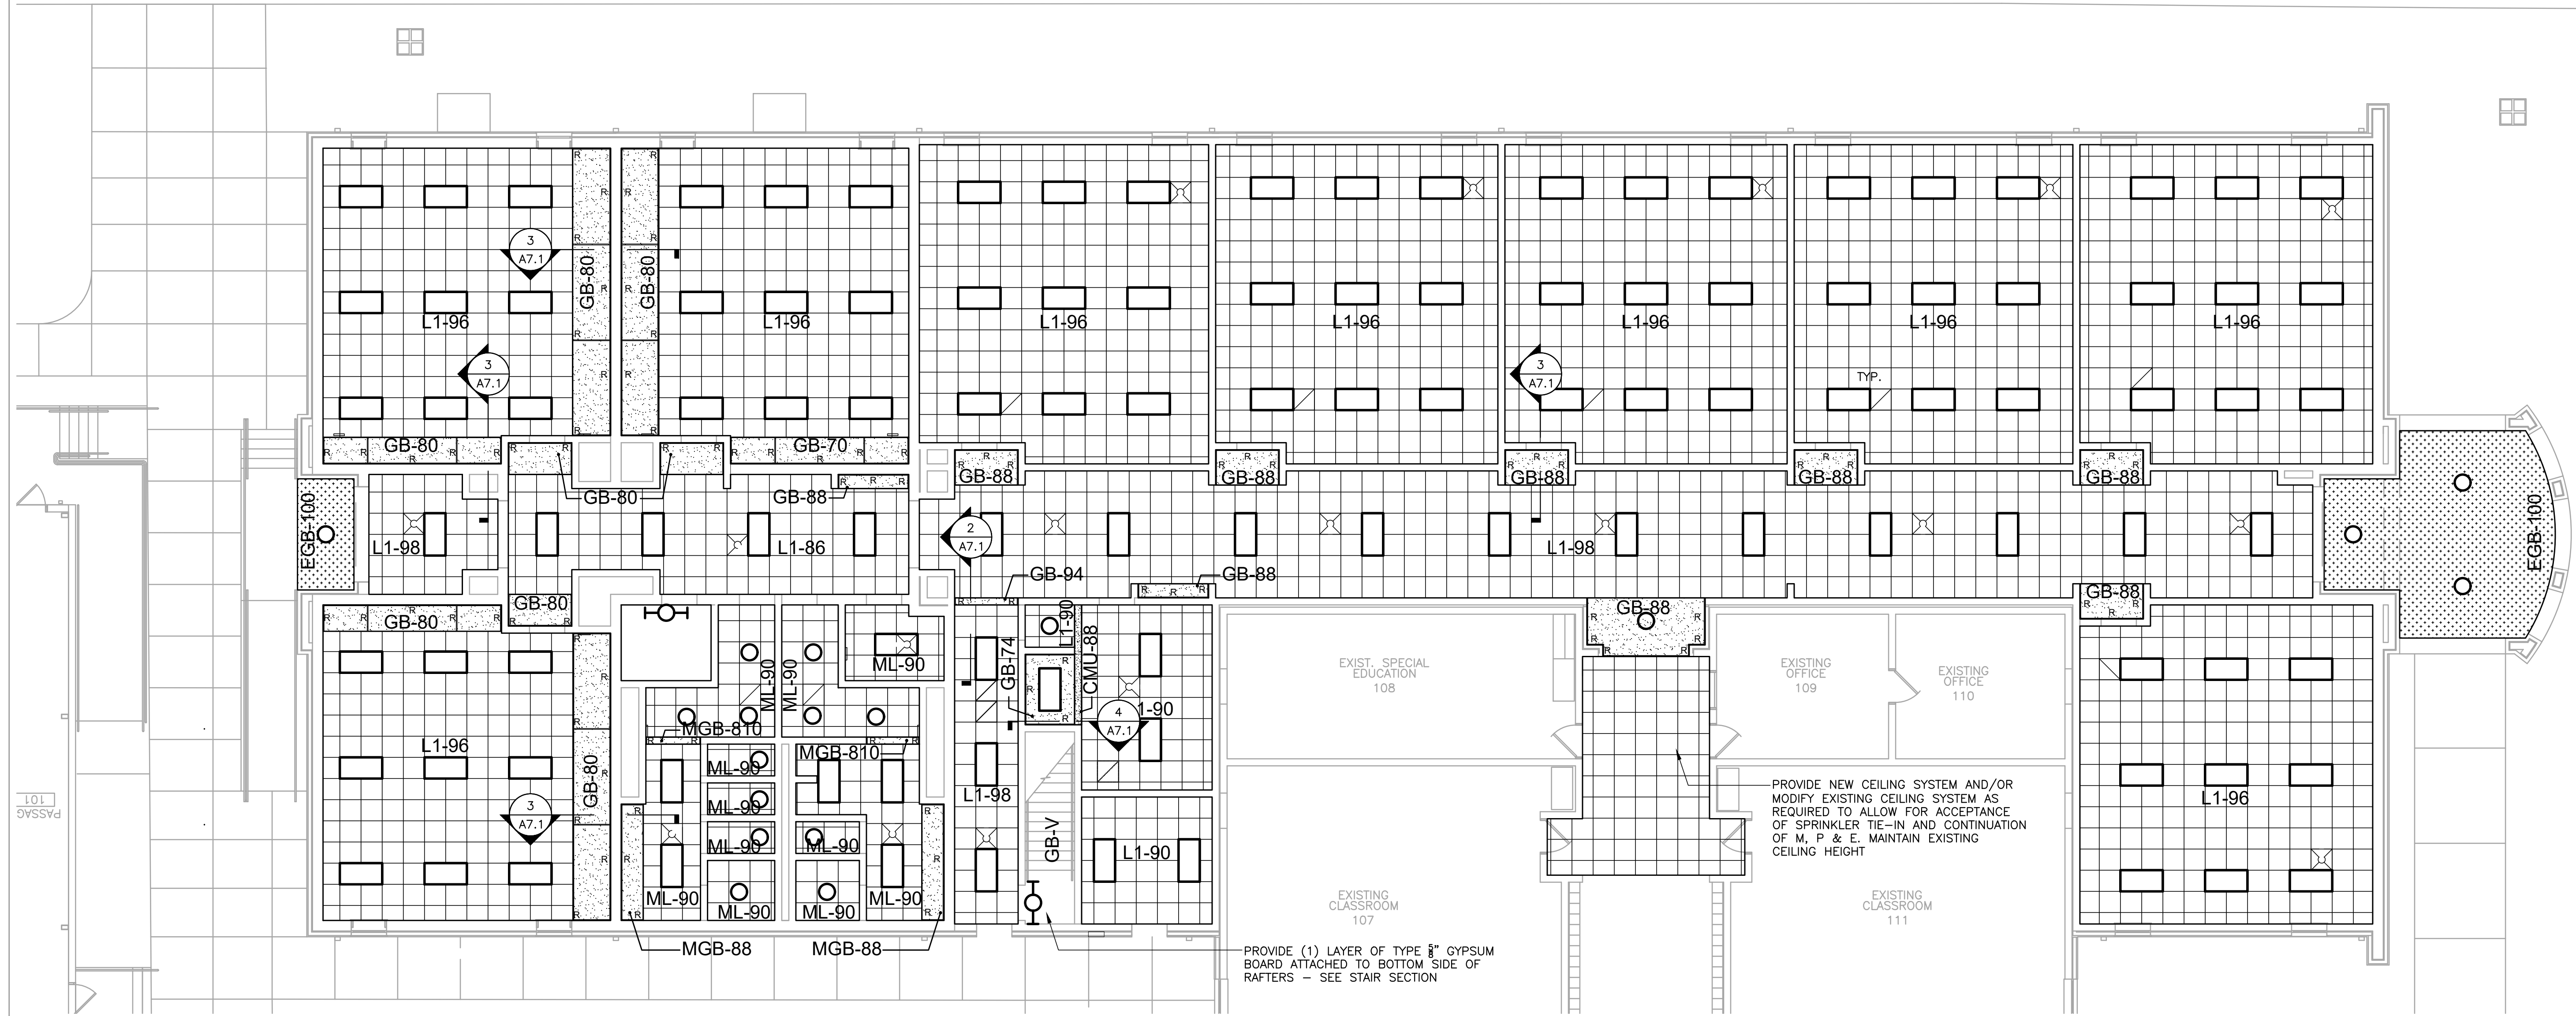 3
A7.1
GB-80
GB-80
L1-96
L1-96
L1-96
L1-96
L1-96
L1-96
L1-96
3
A7.1
3
A7.1
TYP.
GB-80
GB-70
GB-88
GB-88
GB-88
GB-88
GB-88
GB-80
GB-88
EGB-100
L1-98
L1-86
2
A7.1
L1-98
EGB-100
GB-94
GB-88
GB-80
GB-80
GB-88
GB-88
L1-90
CMU-88
GB-74
ML-90
ML-90
ML-90
EXIST. SPECIAL
EDUCATION
108
EXISTING
OFFICE
109
EXISTING
OFFICE
110
MGB-810
MGB-810
4
A7.1
1-90
L1-96
GB-80
ML-90
ML-90
ML-90
ML-90
L1-98
3
A7.1
GB-V
L1-90
PROVIDE NEW CEILING SYSTEM AND/OR
MODIFY EXISTING CEILING SYSTEM AS
REQUIRED TO ALLOW FOR ACCEPTANCE
OF SPRINKLER TIE-IN AND CONTINUATION
OF M, P & E. MAINTAIN EXISTING
CEILING HEIGHT
L1-96
PASSAG
101
ML-90
ML-90
ML-90
ML-90
EXISTING
CLASSROOM
107
EXISTING
CLASSROOM
111
MGB-88
MGB-88
PROVIDE (1) LAYER OF TYPE 5/8" GYPSUM
BOARD ATTACHED TO BOTTOM SIDE OF
RAFTERS - SEE STAIR SECTION